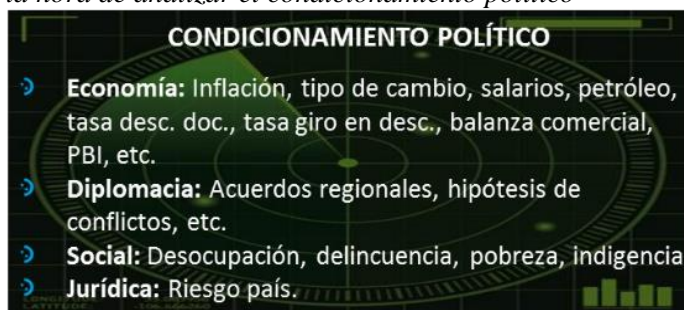 la hora de analizar el condicionamiento político
CONDICIONAMIENTO POLÍTICO
Economía: Inflación, tipo de cambio, salarios, petróleo,
tasa desc. doc., tasa giro en desc., balanza comercial,
PBI, etc.
Diplomacia: Acuerdos regionales, hipótesis de
conflictos, etc.
Social: Desocupación, delincuencia, pobreza, indigencia
Jurídica: Riesgo país.
LATITUDE: